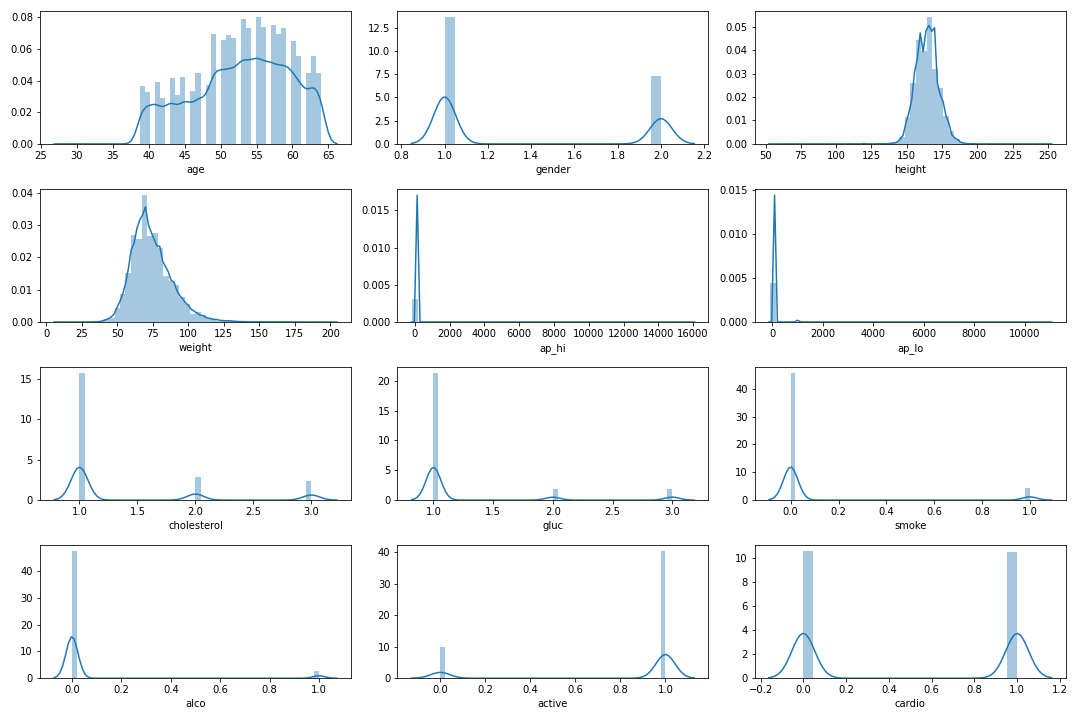 0.08
0.06
0.04
0.02
0.00
25 30 35 40 45 50 55 60 65
age
12.5
10.0
7.5
5.0
2.5
0.0
0.8 1.0 1.2 1.4 1.6 1.8 2.0 2.2
gender
0.05
0.04
0.03
0.02
0.01
0.00
50 75 100 125 150 175 200 225 250
height
0.04
0.03
0.02
0.01
0.00
0 25 50 75 100 125 150 175 200
weight
0.015
0.010
0.005
0.000
0 2000 4000 6000 8000 10000 12000 14000 16000
ap_hi
0.015
0.010
0.005
0.000
0 2000 4000 6000 8000 10000
ap_lo
15
10
5
0
1.0 1.5 2.0 2.5 3.0
cholesterol
20
15
10
5
0
1.0 1.5 2.0 2.5 3.0
gluc
40
30
20
10
0
0.0 0.2 0.4 0.6 0.8 1.0
smoke
40
30
20
10
0
0.0 0.2 0.4 0.6 0.8 1.0
alco
40
30
20
10
0
0.0 0.2 0.4 0.6 0.8 1.0
active
10
8
6
4
2
0
−0.2 0.0 0.2 0.4 0.6 0.8 1.0 1.2
cardio